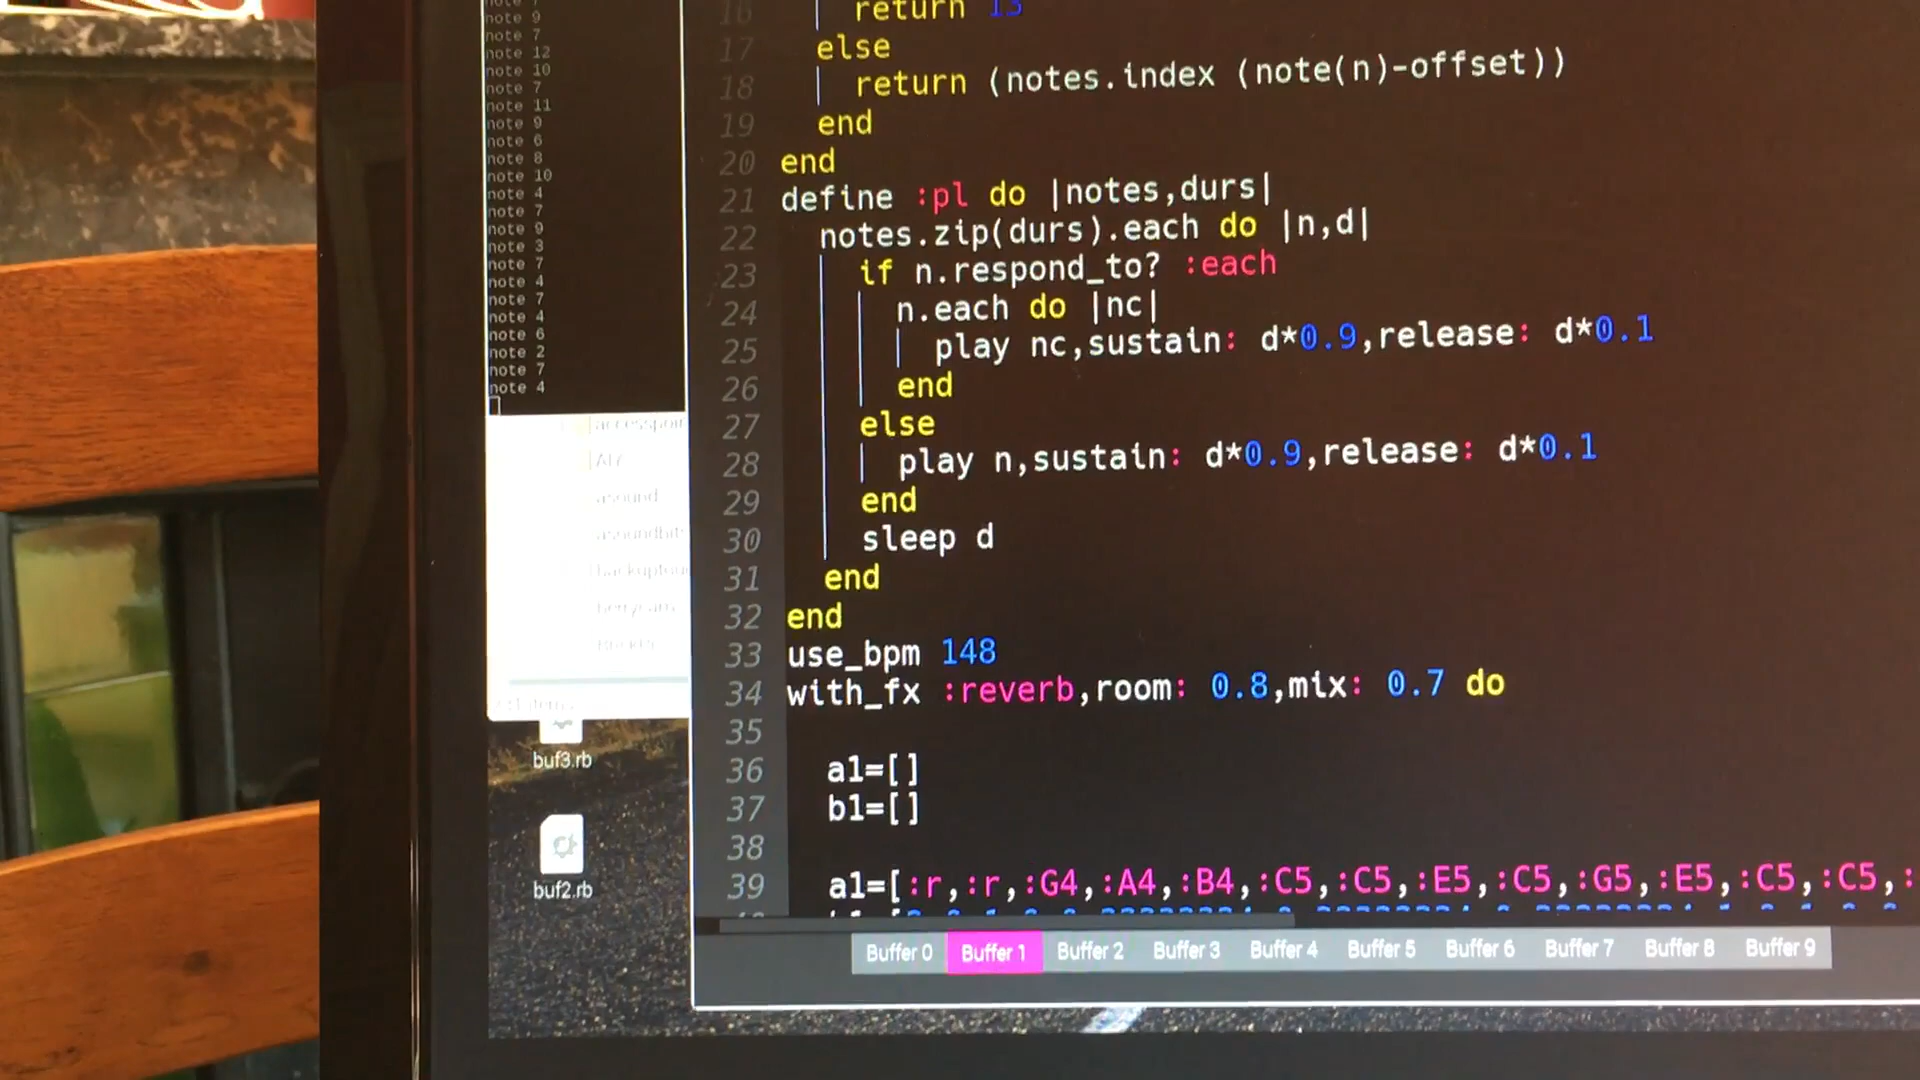 note 9
note 7
note 12
note 10
note 7
note 11
note 9
note 6
note 8
note 10
note 4
note 7
note 9
note 3
note 7
note 4
note 7
note 4
note 6
note 2
note 7
note 4
asound
buf3.rb
buf2.rb
16 return 13
17 else
18 return (notes.index (note(n)-offset))
19 end
20 end
21 define :pl do |notes,durs|
22 notes.zip(durs).each do |n,d|
23 if n.respond_to? :each
24 n.each do |nc|
25 play nc,sustain: d*0.9,release: d*0.1
26 end
27 else
28 play n,sustain: d*0.9,release: d*0.1
29 end
30 sleep d
31 end
32 end
33 use_bpm 148
34 with_fx :reverb,room: 0.8,mix: 0.7 do
35
36 a1=[]
37 b1=[]
38
39 a1=[:r,:r,:G4,:A4,:B4,:C5,:C5,:E5,:C5,:G5,:E5,:C5,:C5,:
Buffer 0 Buffer 1 Buffer 2 Buffer 3 Buffer 4 Buffer 5 Buffer 6 Buffer 7 Buffer 8 Buffer 9